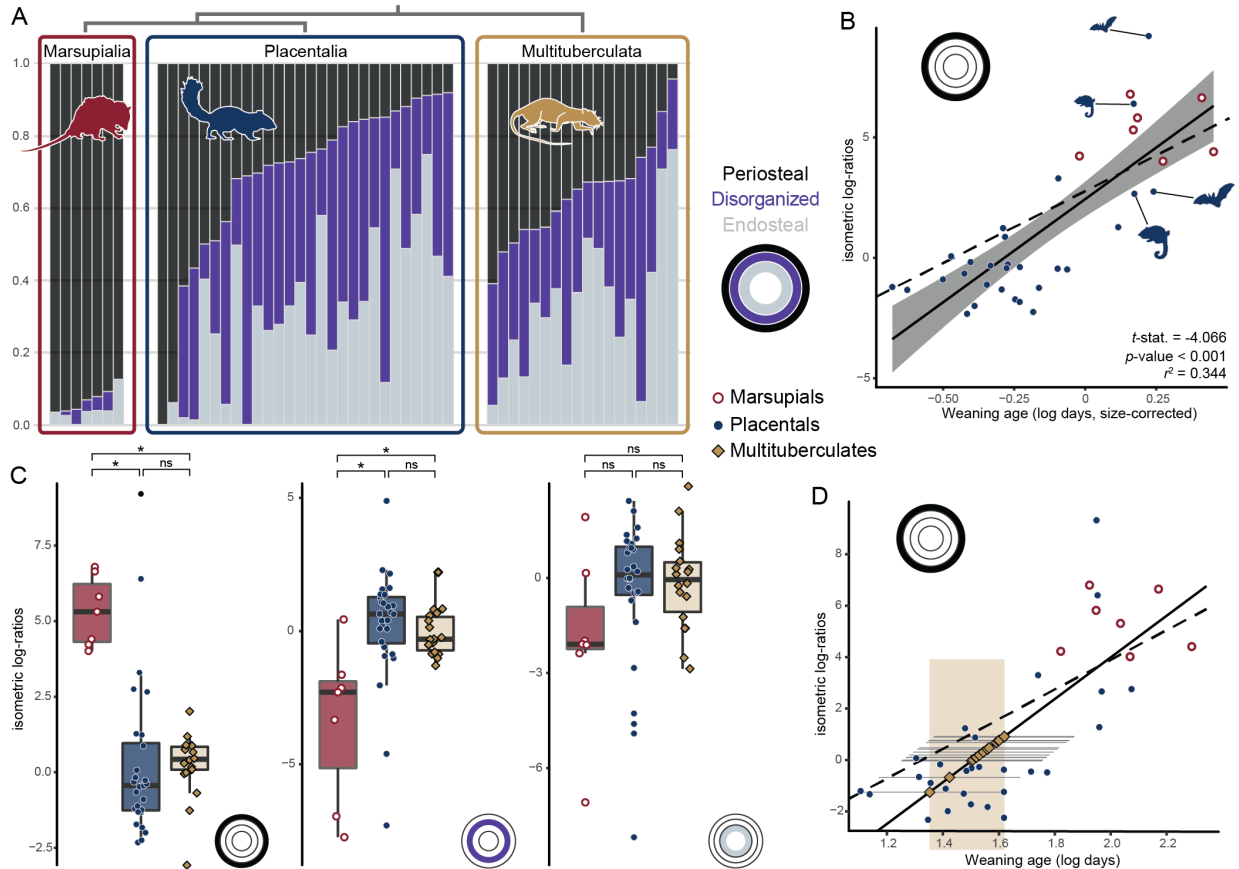 A
Marsupialia
Placentalia
Multituberculata
1.0
0.8
0.6
0.4
0.2
0.0
Periosteal
Disorganized
Endosteal
Marsupials
Placentals
Multituberculates
B
isometric log-ratios
5
0
−5
−0.50
−0.25
0
0.25
Weaning age (log days, size-corrected)
t-stat. = -4.066
p-value < 0.001
r² = 0.344
C
isometric log-ratios
7.5
5.0
2.5
0.0
−2.5
*
*
ns
5
0
−5
*
*
ns
0
−3
−6
ns
ns
ns
D
isometric log-ratios
8
6
4
2
0
−2
1.2
1.4
1.6
1.8
2.0
2.2
Weaning age (log days)